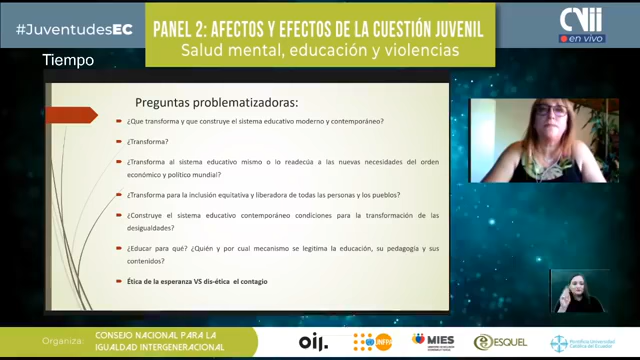 #JuventudesEC
PANEL 2: AFECTOS Y EFECTOS DE LA CUESTIÓN JUVENIL
Salud mental, educación y violencias
CNii
en vivo
Tiempo
Preguntas problematizadoras:
¿Que transforma y que construye el sistema educativo moderno y contemporáneo?
¿Transforma?
¿Transforma al sistema educativo mismo o lo readecúa a las nuevas necesidades del orden
económico y político mundial?
¿Transforma para la inclusión equitativa y liberadora de todas las personas y los pueblos?
¿Construye el sistema educativo contemporáneo condiciones para la transformación de las
desigualdades?
¿Educar para qué? ¿Quién y por cual mecanismo se legitima la educación, su pedagogía y sus
contenidos?
Ética de la esperanza VS dis-ética el contagio
Organiza:
CONSEJO NACIONAL PARA LA
IGUALDAD INTERGENERACIONAL
oij.
UNFPA
MIES
ESQUEL
Pontificia Universidad
Católica del Ecuador